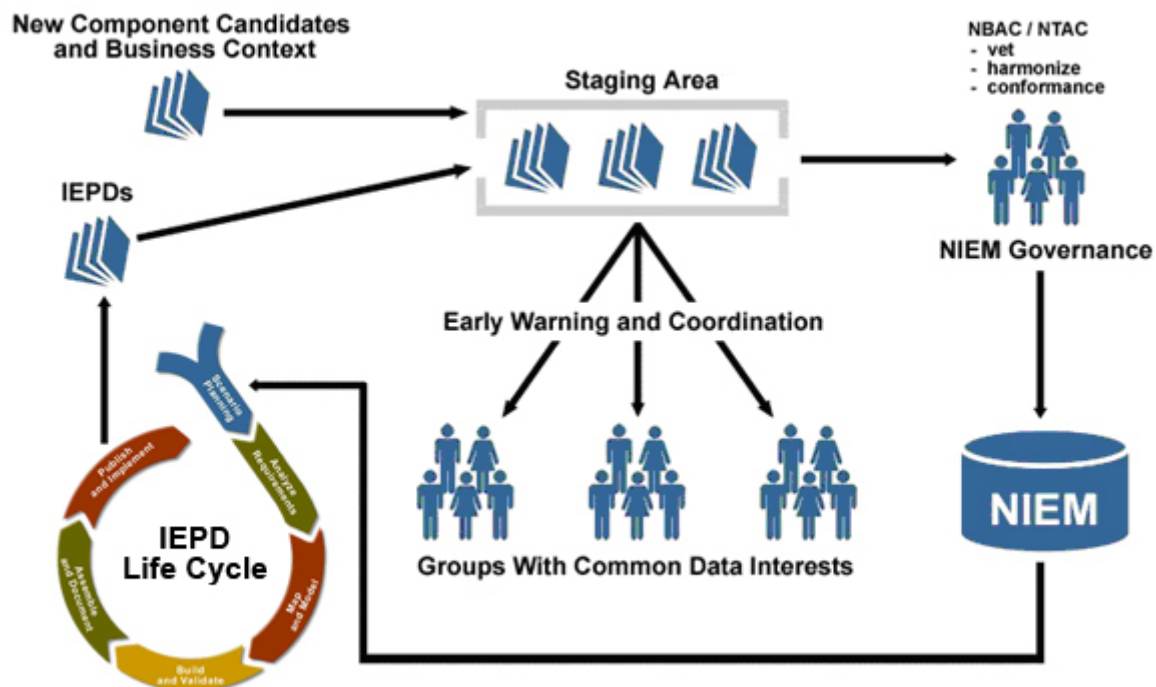 New Component Candidates
and Business Context
NBAC / NTAC
- vet
- harmonize
- conformance
Staging Area
IEPDs
NIEM Governance
Early Warning and Coordination
Scenario
Planning
Analyze
Requirements
Publish
and Implement
IEPD
Life Cycle
NIEM
Groups With Common Data Interests
Assemble
and Document
Map
and Model
Build
and Validate